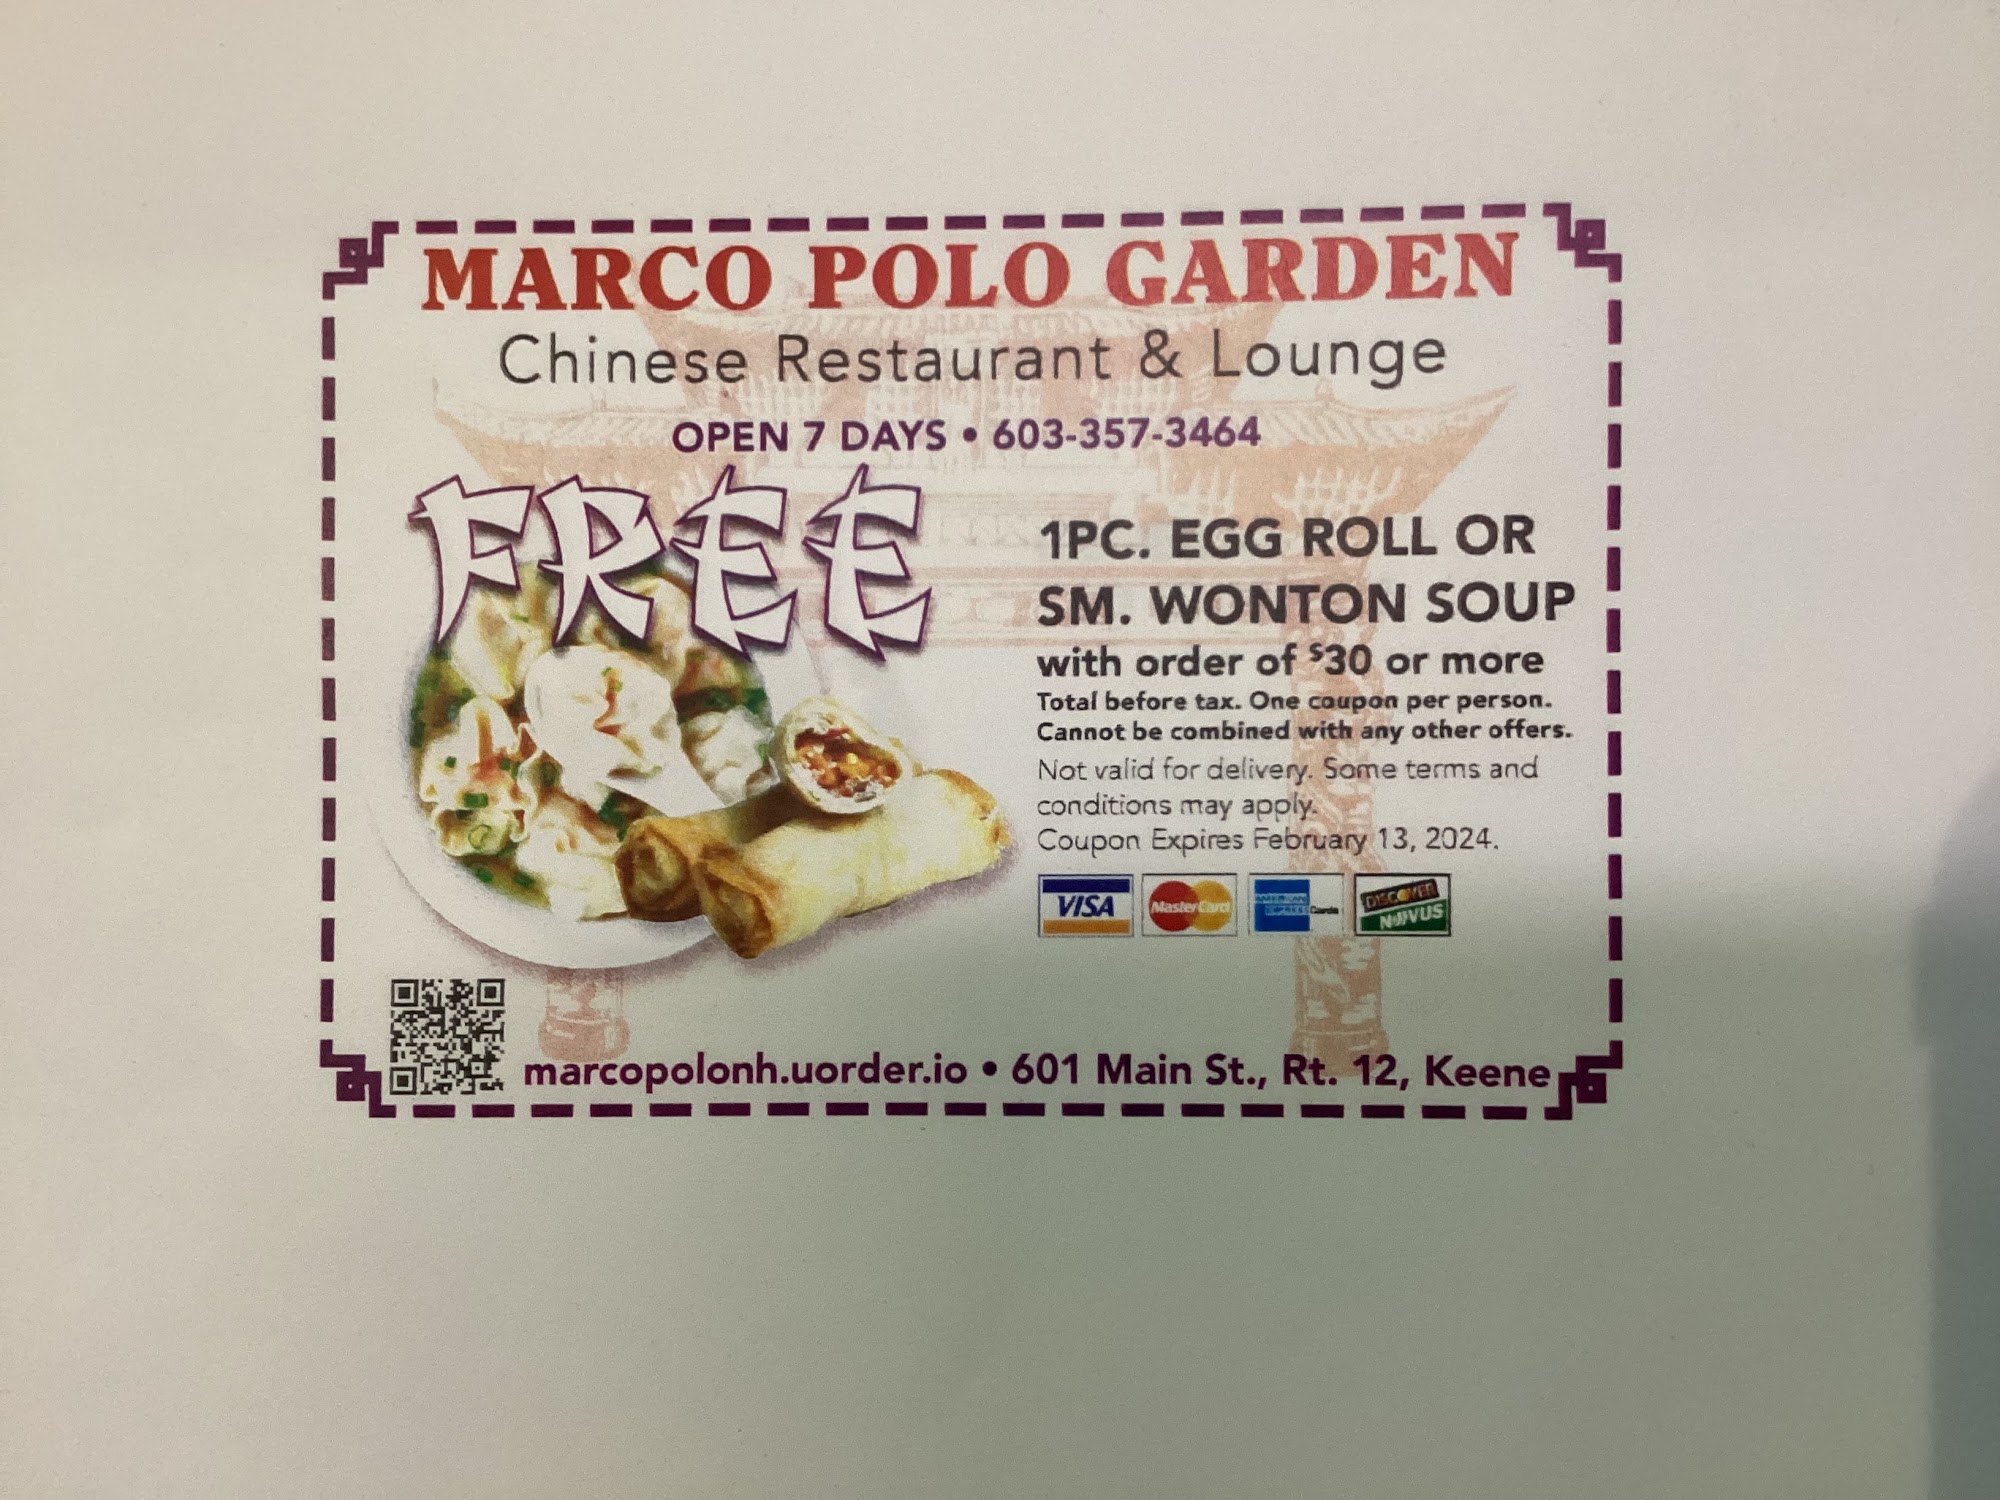 MARCO POLO GARDEN
Chinese Restaurant & Lounge
OPEN 7 DAYS • 603-357-3464
FREE
1PC. EGG ROLL OR
SM. WONTON SOUP
with order of $30 or more
Total before tax. One coupon per person.
Cannot be combined with any other offers.
Not valid for delivery. Some terms and
conditions may apply.
Coupon Expires February 13, 2024.
VISA MasterCard AMERICAN EXPRESS Cards DISCOVER NOVUS
marcopolonh.uorder.io • 601 Main St., Rt. 12, Keene